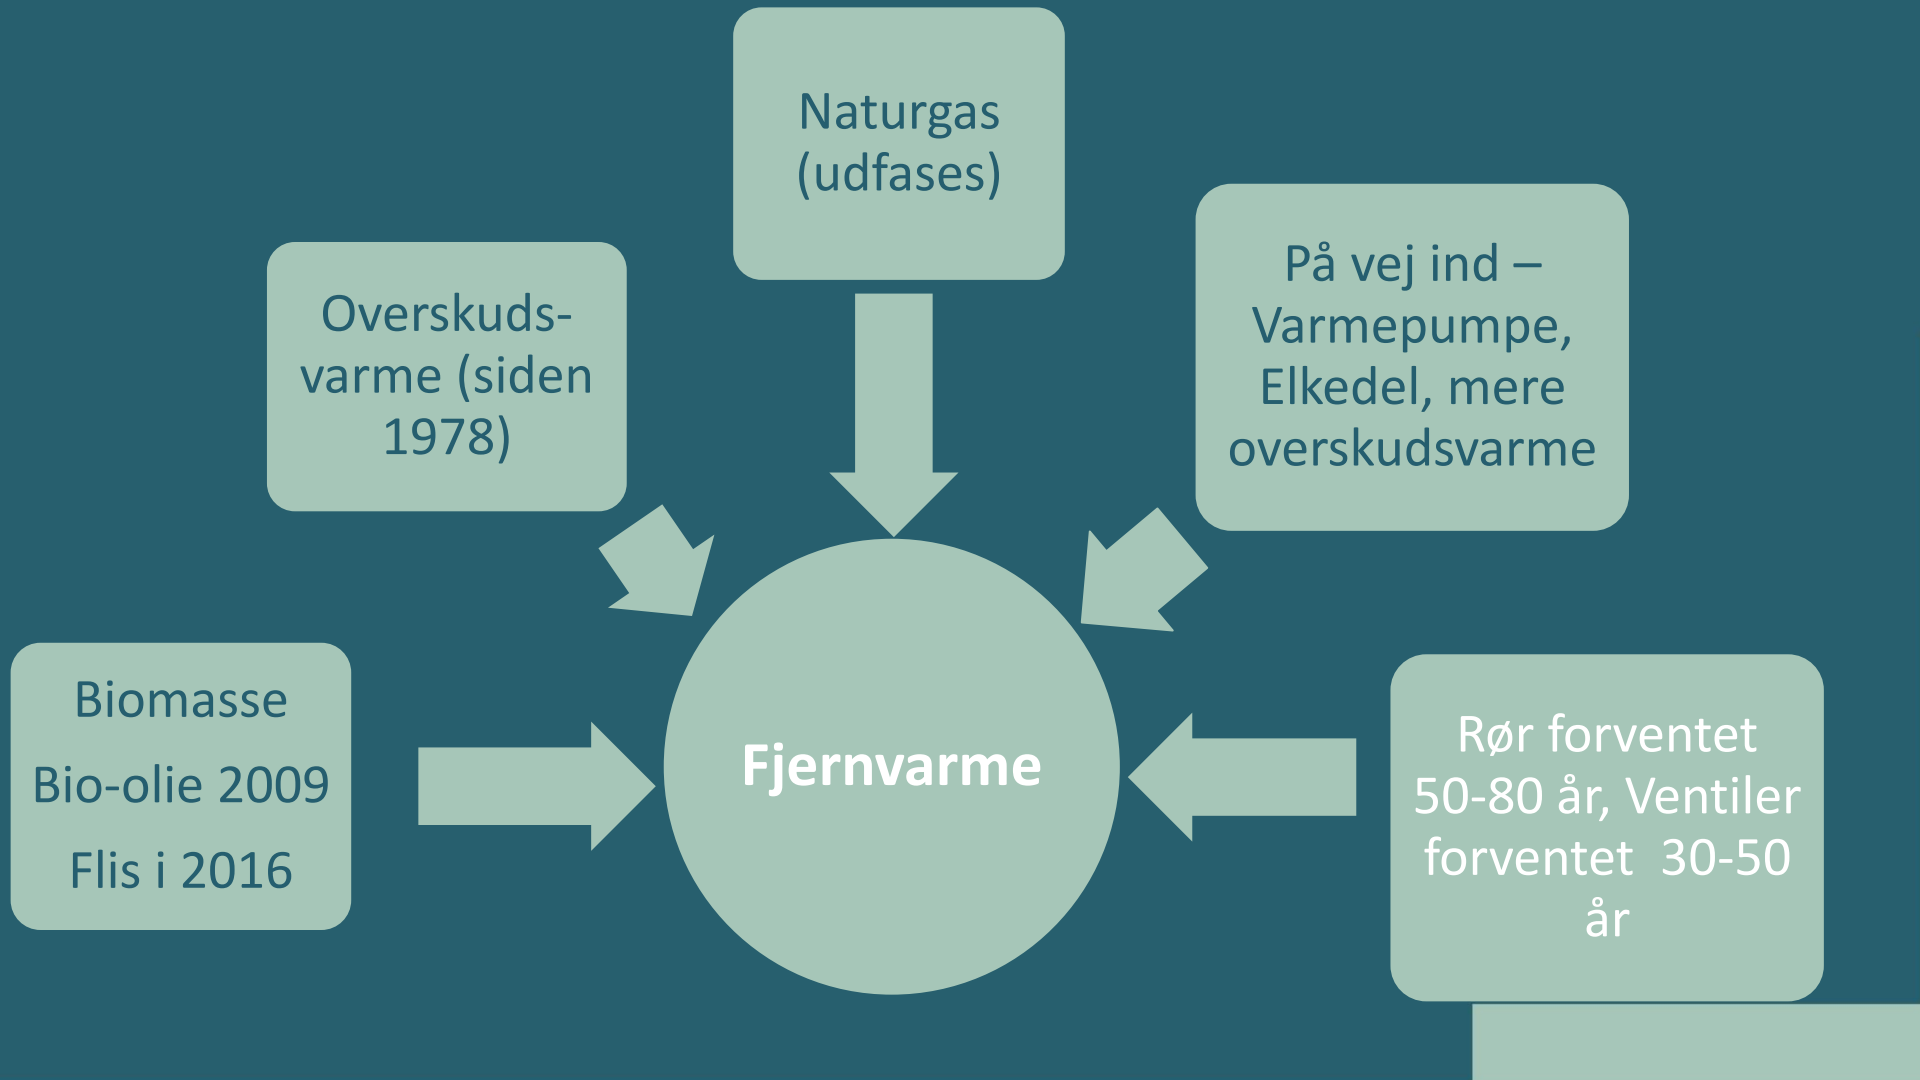 Naturgas
(udfases)
På vej ind –
Varmepumpe,
Elkedel, mere
overskudsvarme
Overskuds-
varme (siden
1978)
Biomasse
Bio-olie 2009
Flis i 2016
Fjernvarme
Rør forventet
50-80 år, Ventiler
forventet  30-50
år